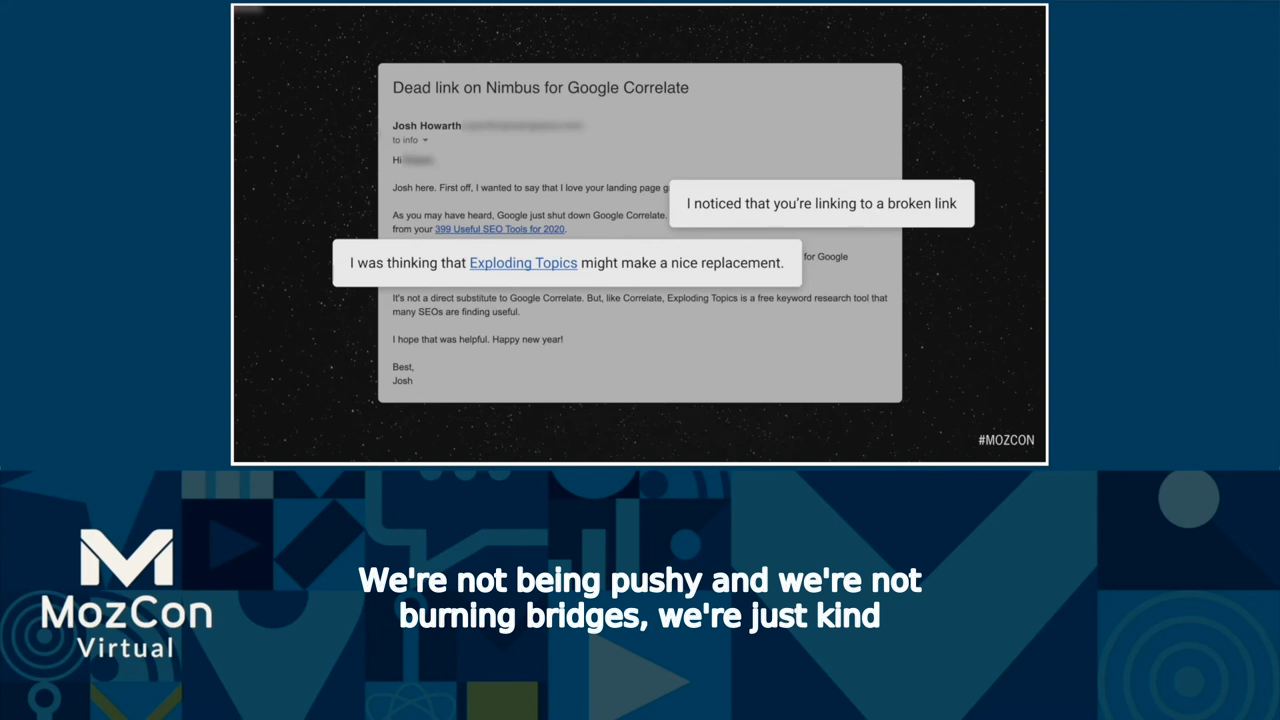 Dead link on Nimbus for Google Correlate
Josh Howarth
to info
Hi
Josh here. First off, I wanted to say that I love your landing page
I noticed that you're linking to a broken link
As you may have heard, Google just shut down Google Correlate.
from your 399 Useful SEO Tools for 2020.
I was thinking that Exploding Topics might make a nice replacement.
for Google
It's not a direct substitute to Google Correlate. But, like Correlate, Exploding Topics is a free keyword research tool that
many SEOs are finding useful.
I hope that was helpful. Happy new year!
Best,
Josh
#MOZCON
MozCon
Virtual
We're not being pushy and we're not
burning bridges, we're just kind